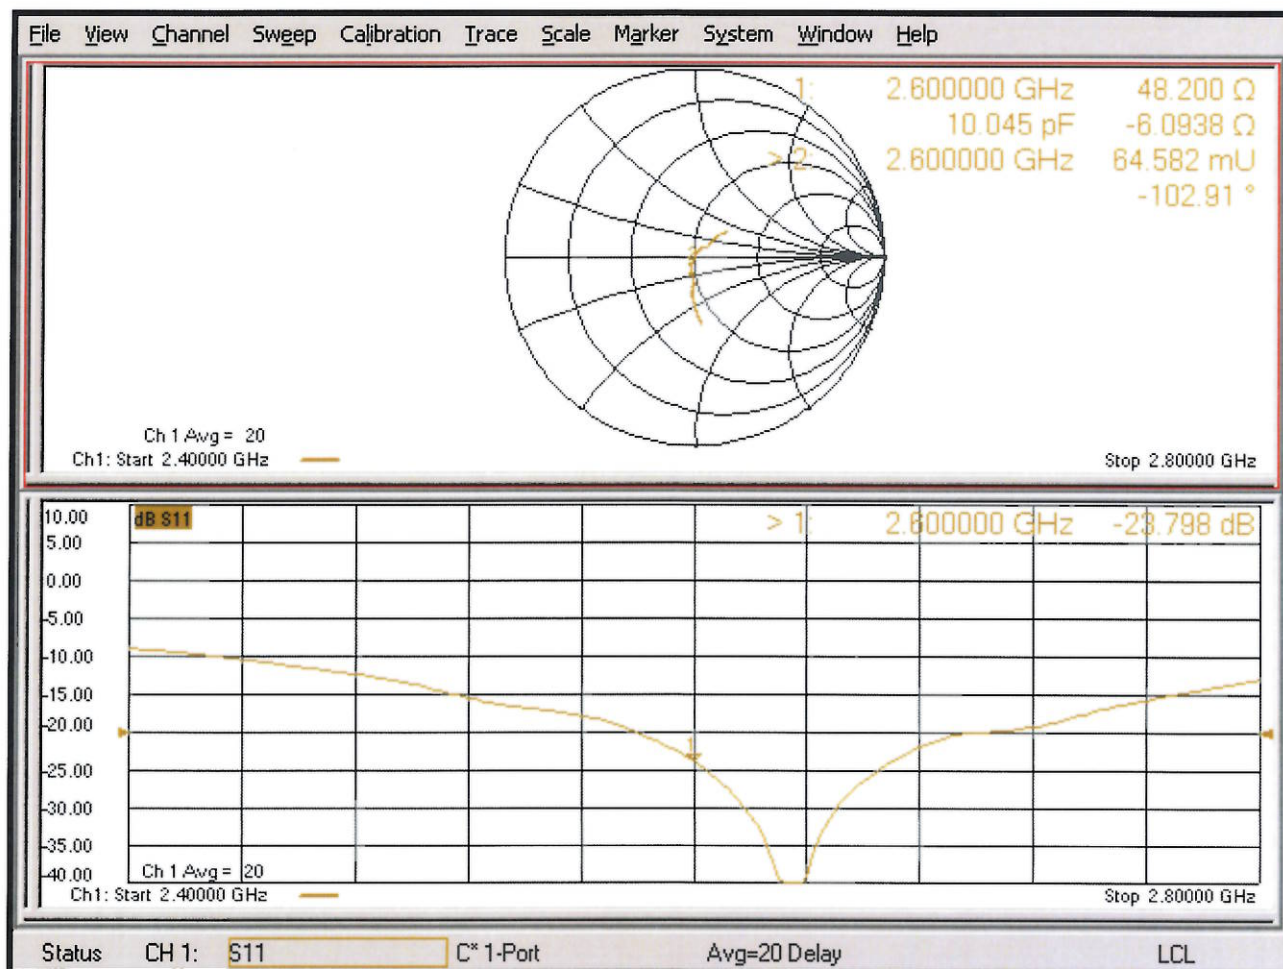 File View Channel Sweep Calibration Trace Scale Marker System Window Help
1: 2.600000 GHz 48.200 Ω
10.045 pF -6.0938 Ω
> 2: 2.600000 GHz 64.582 mU
-102.91 °
Ch 1 Avg = 20
Ch1: Start 2.40000 GHz
Stop 2.80000 GHz
10.00
dB S11
> 1: 2.600000 GHz -23.798 dB
5.00
0.00
-5.00
-10.00
-15.00
-20.00
1
-25.00
-30.00
-35.00
-40.00
Ch 1 Avg = 20
Ch1: Start 2.40000 GHz
Stop 2.80000 GHz
Status CH 1: S11 C* 1-Port Avg=20 Delay LCL